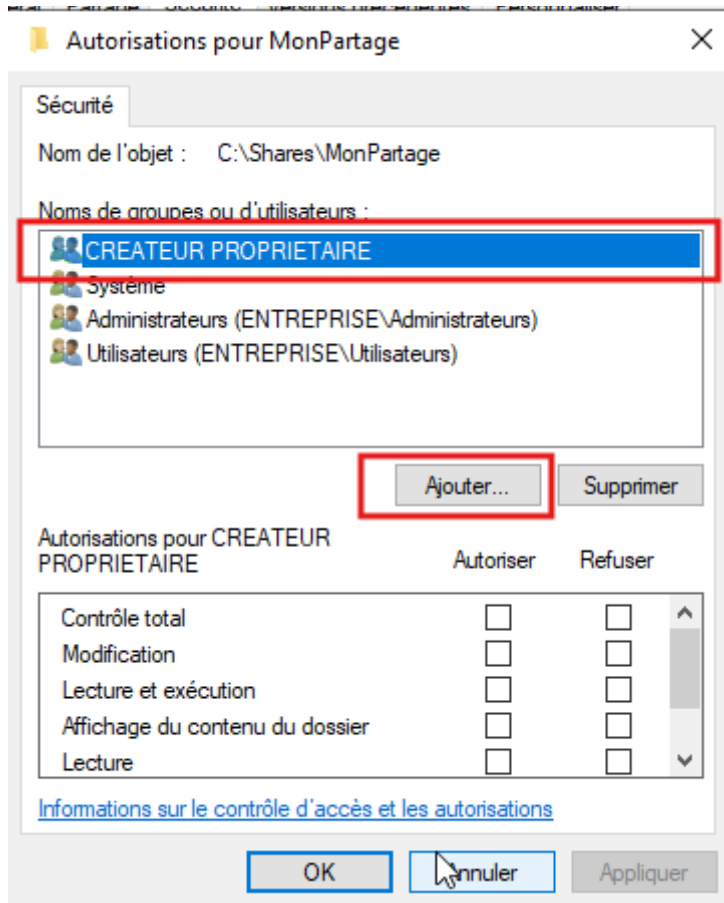 Autorisations pour MonPartage
Sécurité
Nom de l'objet : C:\Shares\MonPartage
Noms de groupes ou d'utilisateurs :
CREATEUR PROPRIETAIRE
Système
Administrateurs (ENTREPRISE\Administrateurs)
Utilisateurs (ENTREPRISE\Utilisateurs)
Ajouter... Supprimer
Autorisations pour CREATEUR
PROPRIETAIRE Autoriser Refuser
Contrôle total
Modification
Lecture et exécution
Affichage du contenu du dossier
Lecture
Informations sur le contrôle d'accès et les autorisations
OK Annuler Appliquer